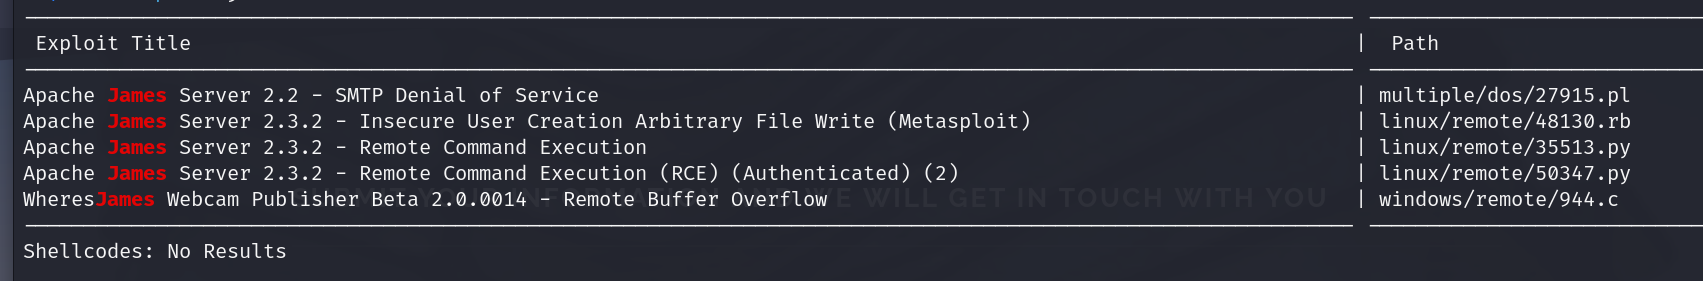 Exploit Title | Path
Apache James Server 2.2 - SMTP Denial of Service | multiple/dos/27915.pl
Apache James Server 2.3.2 - Insecure User Creation Arbitrary File Write (Metasploit) | linux/remote/48130.rb
Apache James Server 2.3.2 - Remote Command Execution | linux/remote/35513.py
Apache James Server 2.3.2 - Remote Command Execution (RCE) (Authenticated) (2) | linux/remote/50347.py
WheresJames Webcam Publisher Beta 2.0.0014 - Remote Buffer Overflow | windows/remote/944.c
WE WILL GET IN TOUCH WITH YOU
Shellcodes: No Results